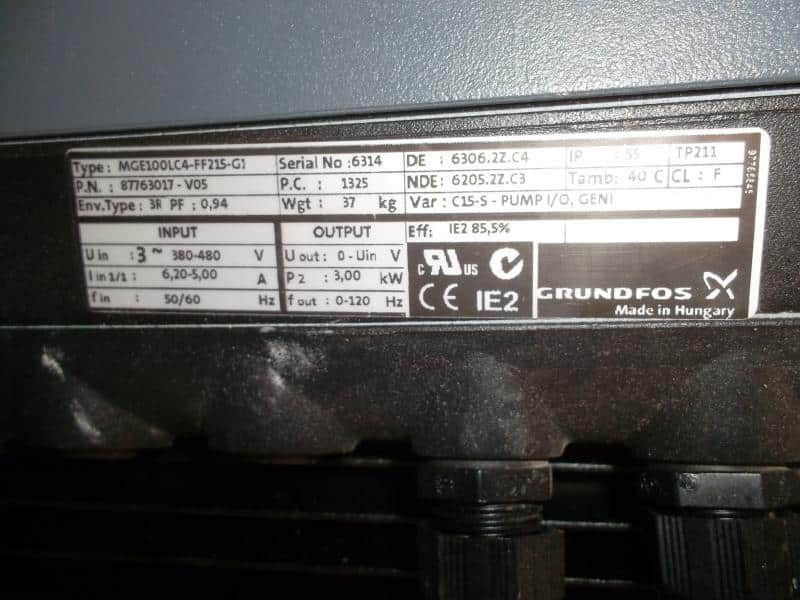 Type: MGE100LC4-FF215-G1 Serial No :6314 DE : 6306.2Z.C4 IP : 55 TP211
P.N. : 87763017 - V05 P.C. : 1325 NDE: 6205.2Z.C3 Tamb: 40 C CL : F
Env.Type : 3R PF : 0,94 Wgt : 37 kg Var : C15-S - PUMP I/O, GENI
INPUT OUTPUT Eff: IE2 85,5%
U in : 3 ~ 380-480 V U out : 0 - Uin V
I in 1/1 : 6,20-5,00 A P 2 : 3,00 kW
f in : 50/60 Hz f out : 0-120 Hz
c RU US
CE IE2
GRUNDFOS
Made in Hungary